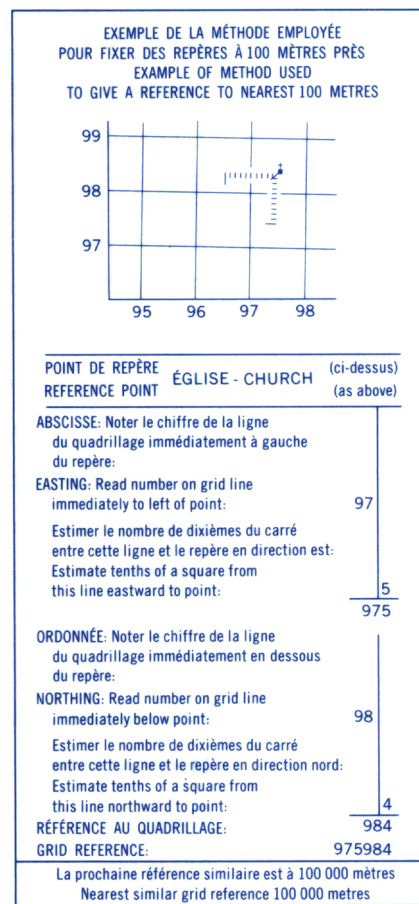 EXEMPLE DE LA MÉTHODE EMPLOYÉE
POUR FIXER DES REPÈRES À 100 MÈTRES PRÈS
EXAMPLE OF METHOD USED
TO GIVE A REFERENCE TO NEAREST 100 METRES
99
98
97
95 96 97 98
POINT DE REPÈRE
REFERENCE POINT
ÉGLISE - CHURCH
(ci-dessus)
(as above)
ABSCISSE: Noter le chiffre de la ligne
du quadrillage immédiatement à gauche
du repère:
EASTING: Read number on grid line
immediately to left of point: 97
Estimer le nombre de dixièmes du carré
entre cette ligne et le repère en direction est:
Estimate tenths of a square from
this line eastward to point: 5
975
ORDONNÉE: Noter le chiffre de la ligne
du quadrillage immédiatement en dessous
du repère:
NORTHING: Read number on grid line
immediately below point: 98
Estimer le nombre de dixièmes du carré
entre cette ligne et le repère en direction nord:
Estimate tenths of a square from
this line northward to point: 4
RÉFÉRENCE AU QUADRILLAGE: 984
GRID REFERENCE: 975984
La prochaine référence similaire est à 100 000 mètres
Nearest similar grid reference 100 000 metres